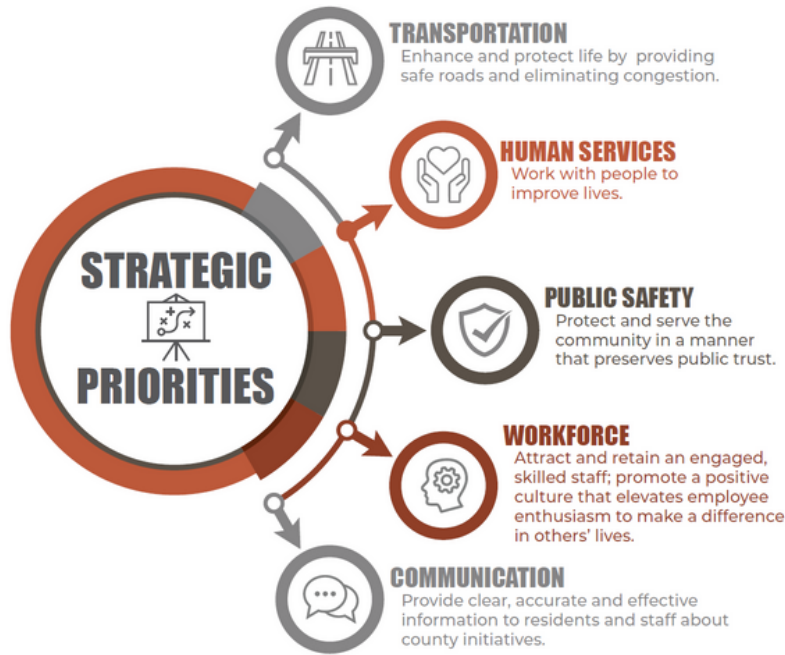 TRANSPORTATION
Enhance and protect life by providing
safe roads and eliminating congestion.
HUMAN SERVICES
Work with people to
improve lives.
STRATEGIC
PRIORITIES
PUBLIC SAFETY
Protect and serve the
community in a manner
that preserves public trust.
WORKFORCE
Attract and retain an engaged,
skilled staff; promote a positive
culture that elevates employee
enthusiasm to make a difference
in others’ lives.
COMMUNICATION
Provide clear, accurate and effective
information to residents and staff about
county initiatives.